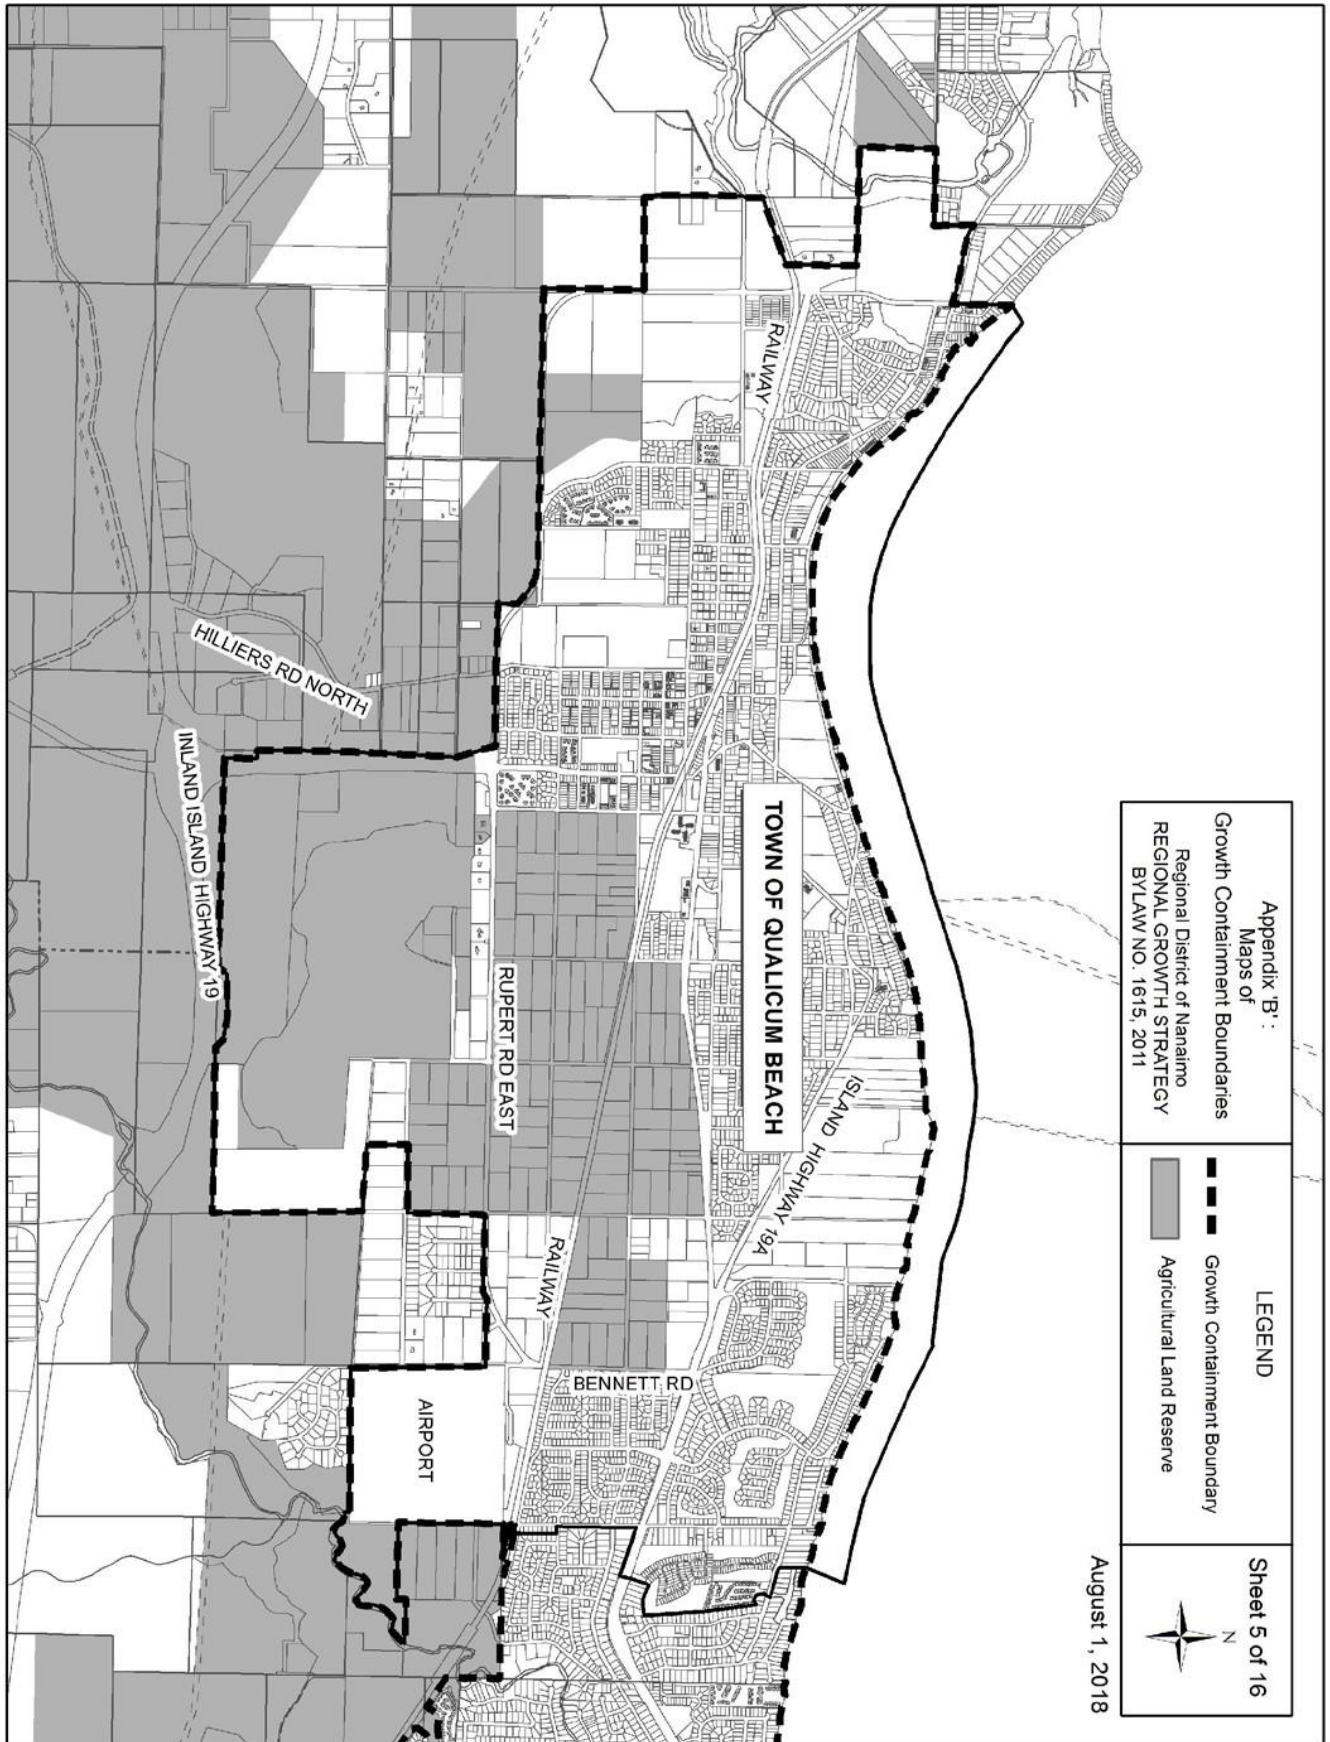 Appendix 'B' :
Maps of
Growth Containment Boundaries
Regional District of Nanaimo
REGIONAL GROWTH STRATEGY
BYLAW NO. 1615, 2011
LEGEND
Growth Containment Boundary
Agricultural Land Reserve
Sheet 5 of 16
N
August 1, 2018
RAILWAY
TOWN OF QUALICUM BEACH
ISLAND HIGHWAY 19A
HILLIERS RD NORTH
INLAND ISLAND HIGHWAY 19
RUPERT RD EAST
RAILWAY
BENNETT RD
AIRPORT